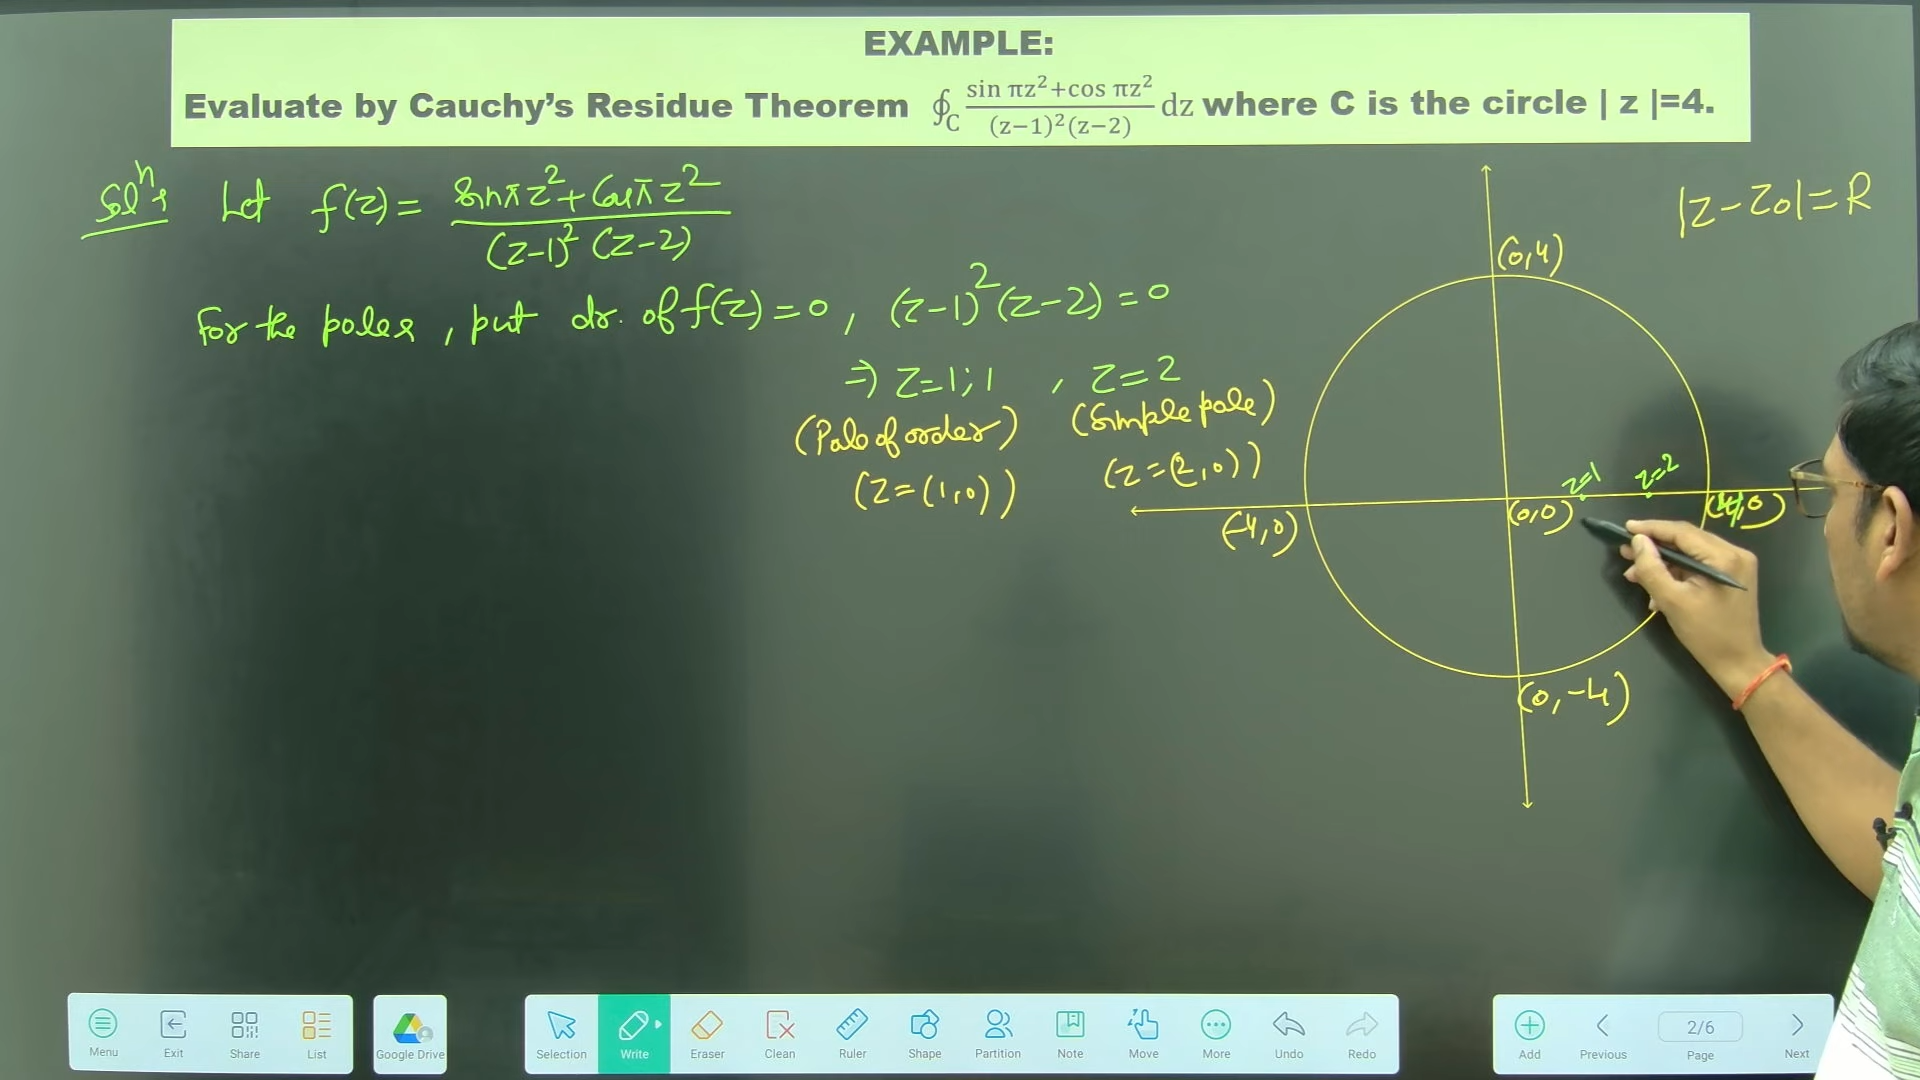 EXAMPLE:
Evaluate by Cauchy's Residue Theorem ∮_C (sin πz²+cos πz²)/((z−1)²(z−2)) dz where C is the circle | z |=4.
Solⁿ: Let f(z) = (sin πz² + Cos πz²)/((z-1)² (z-2))
|z-z0| = R
For the poles, put dr. of f(z) = 0, (z-1)² (z-2) = 0
⇒ z=1; 1 , z=2
(Pole of order) (Simple pole)
(z=(1,0)) (z=(2,0))
(0,4)
z=1 z=2
(-4,0) (0,0) (4,0)
(0,-4)
Menu Exit Share List Google Drive Selection Write Eraser Clean Ruler Shape Partition Note Move More Undo Redo Add Previous 2/6 Page Next